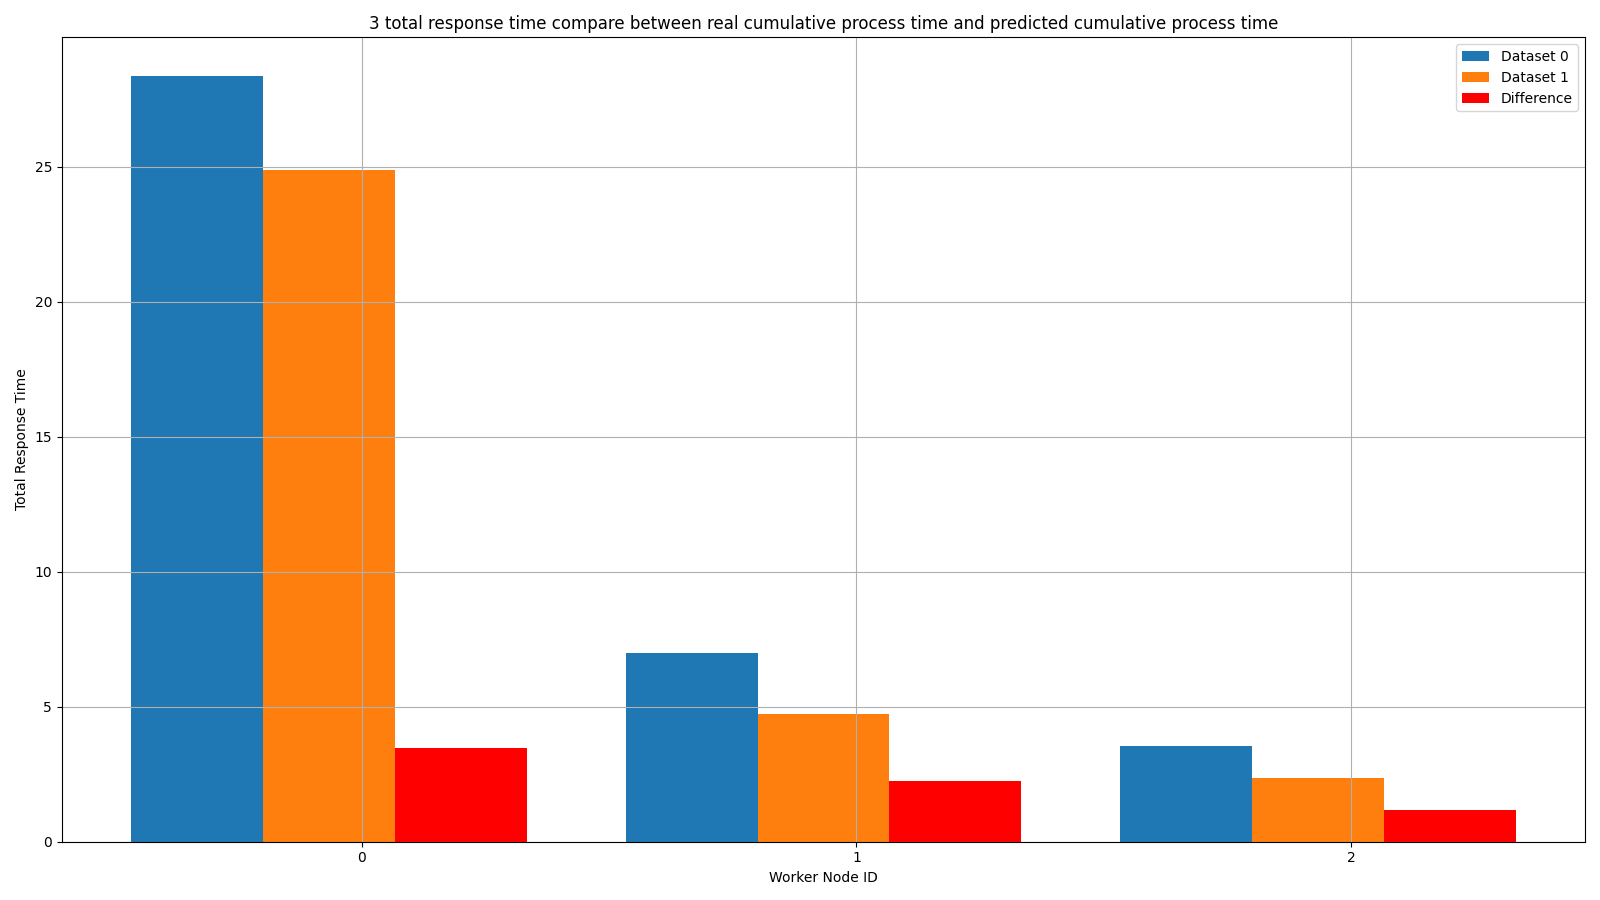 3 total response time compare between real cumulative process time and predicted cumulative process time
Dataset 0
Dataset 1
Difference
25
20
15
10
5
0
Total Response Time
0 1 2
Worker Node ID